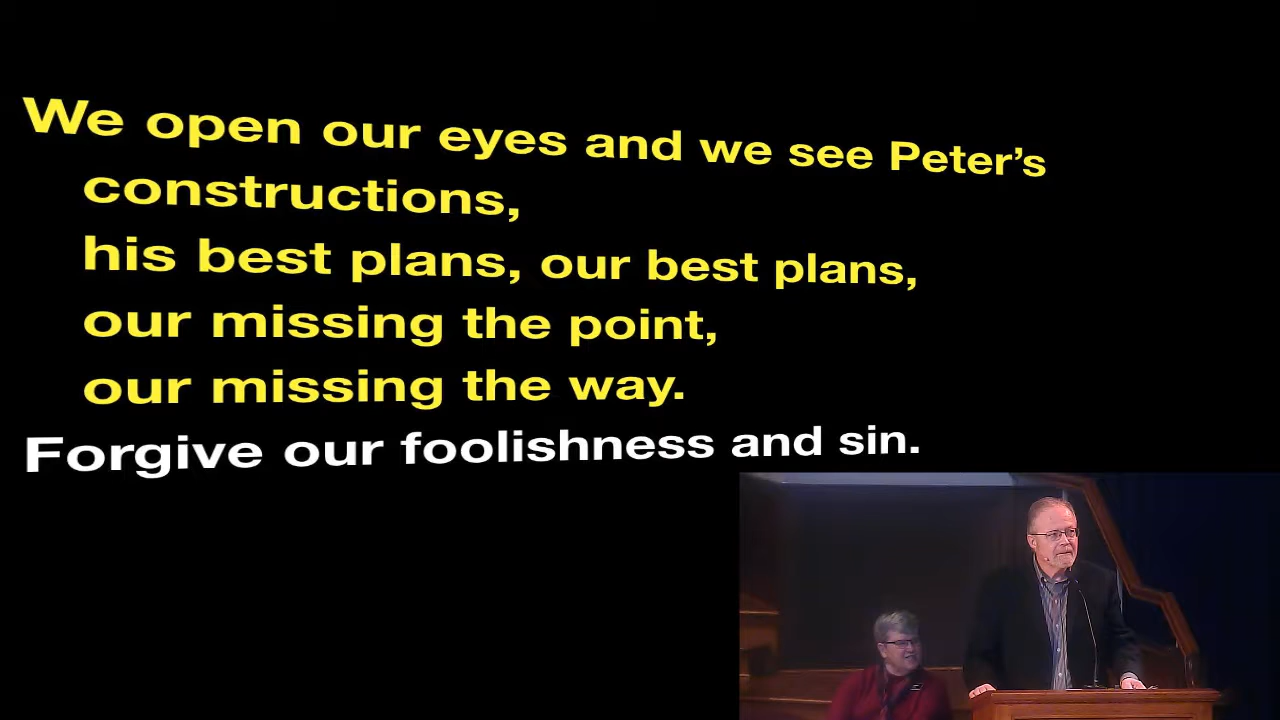 We open our eyes and we see Peter’s
constructions,
his best plans, our best plans,
our missing the point,
our missing the way.
Forgive our foolishness and sin.